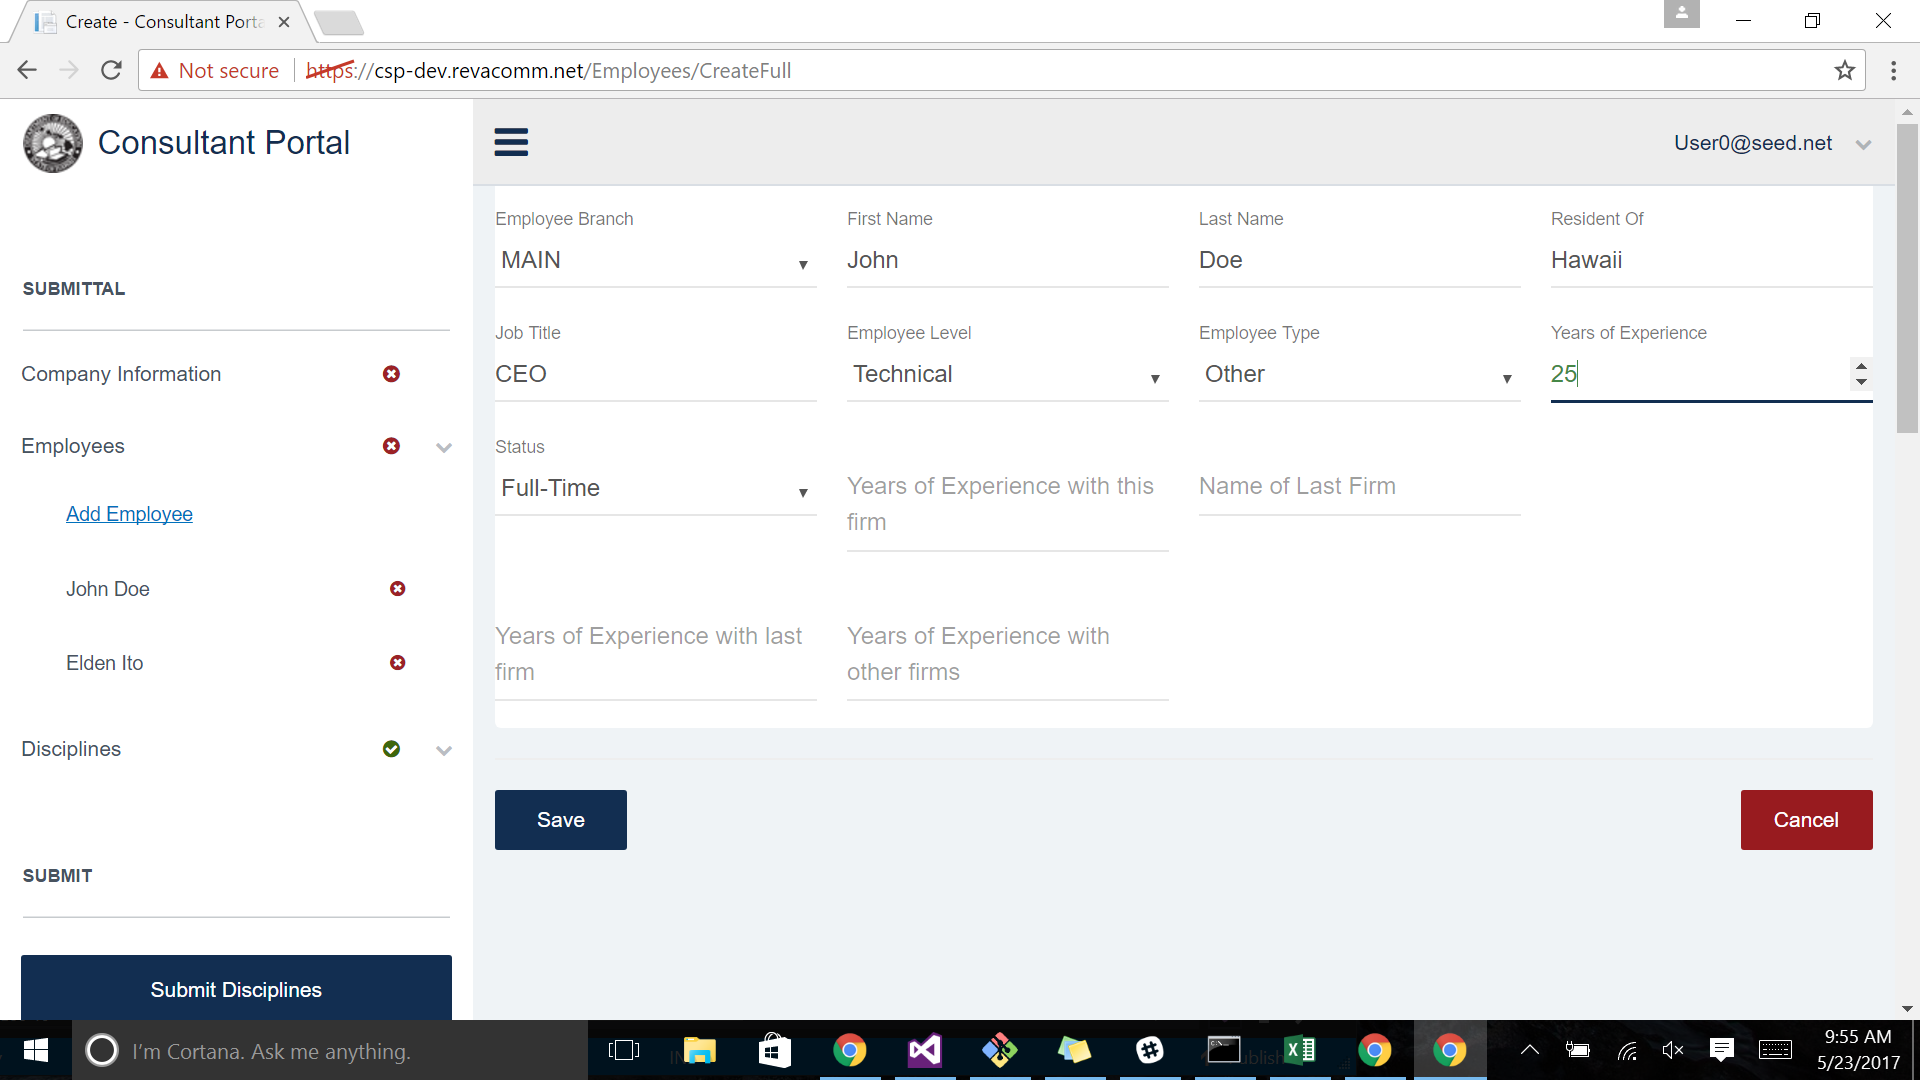 Create - Consultant Porta
Not secure
https://csp-dev.revacomm.net/Employees/CreateFull
Consultant Portal
User0@seed.net
SUBMITTAL
Company Information
Employees
Add Employee
John Doe
Elden Ito
Disciplines
SUBMIT
Submit Disciplines
Employee Branch
MAIN
First Name
John
Last Name
Doe
Resident Of
Hawaii
Job Title
CEO
Employee Level
Technical
Employee Type
Other
Years of Experience
25
Status
Full-Time
Years of Experience with this
firm
Name of Last Firm
Years of Experience with last
firm
Years of Experience with
other firms
Save
Cancel
I'm Cortana. Ask me anything.
9:55 AM
5/23/2017